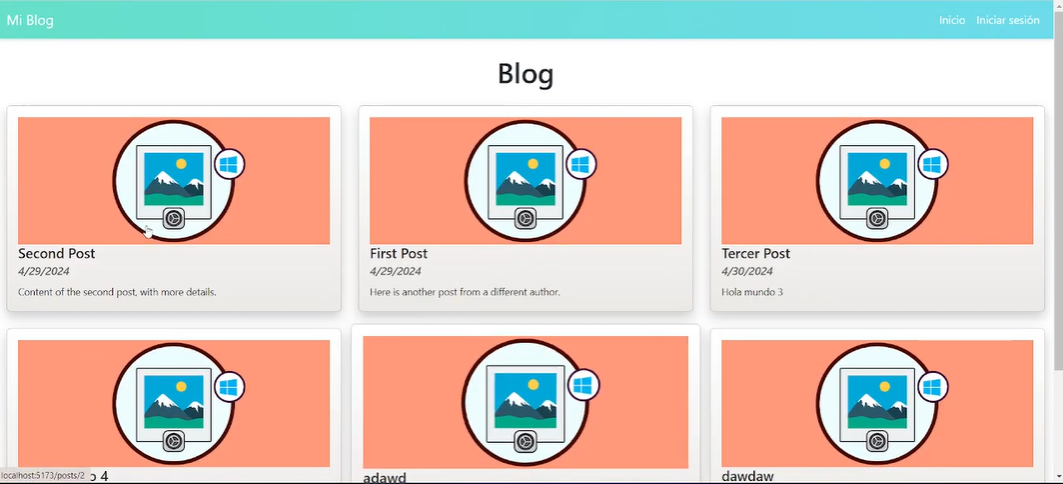 Mi Blog
Inicio
Iniciar sesión
Blog
Second Post
4/29/2024
Content of the second post, with more details.
First Post
4/29/2024
Here is another post from a different author.
Tercer Post
4/30/2024
Hola mundo 3
o 4
adawd
dawdaw
localhost:5173/posts/2